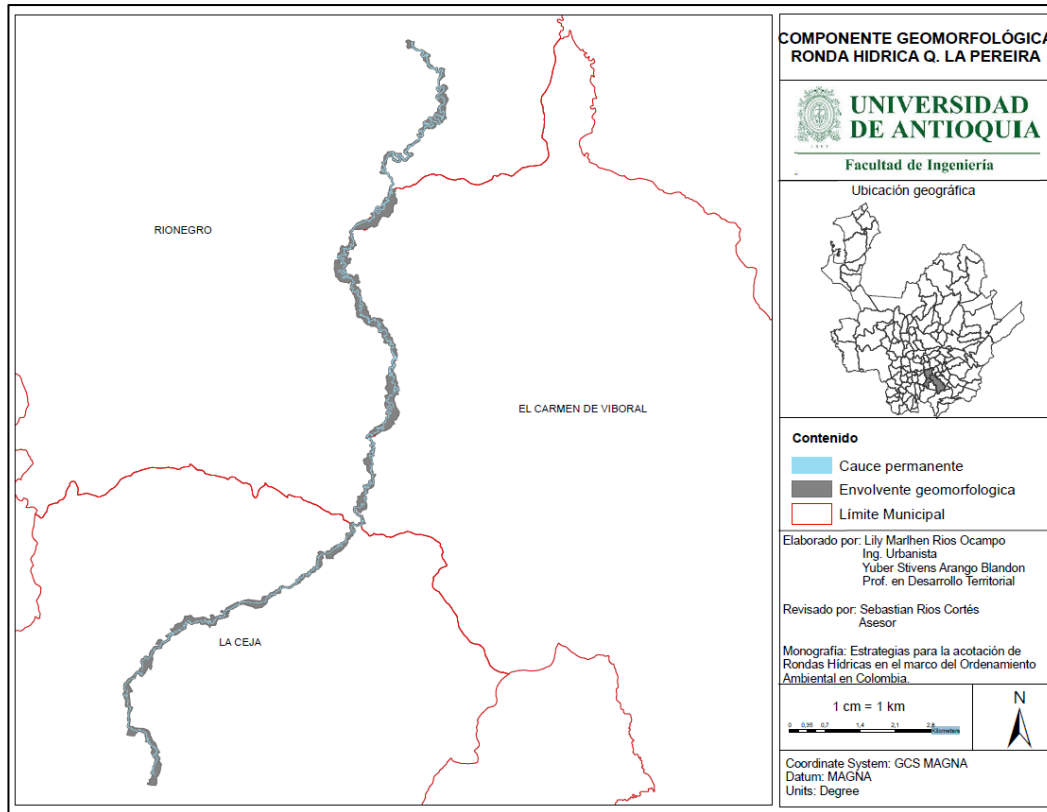 COMPONENTE GEOMORFOLÓGICA
RONDA HIDRICA Q. LA PEREIRA
UNIVERSIDAD
DE ANTIOQUIA
Facultad de Ingeniería
Ubicación geográfica
RIONEGRO
EL CARMEN DE VIBORAL
LA CEJA
Contenido
Cauce permanente
Envolvente geomorfologica
Límite Municipal
Elaborado por: Lily Marlhen Rios Ocampo
Ing. Urbanista
Yuber Stivens Arango Blandon
Prof. en Desarrollo Territorial
Revisado por: Sebastian Rios Cortés
Asesor
Monografía: Estrategias para la acotación de
Rondas Hídricas en el marco del Ordenamiento
Ambiental en Colombia.
1 cm = 1 km
0 0,35 0,7 1,4 2,1 2,8
Kilometers
N
Coordinate System: GCS MAGNA
Datum: MAGNA
Units: Degree